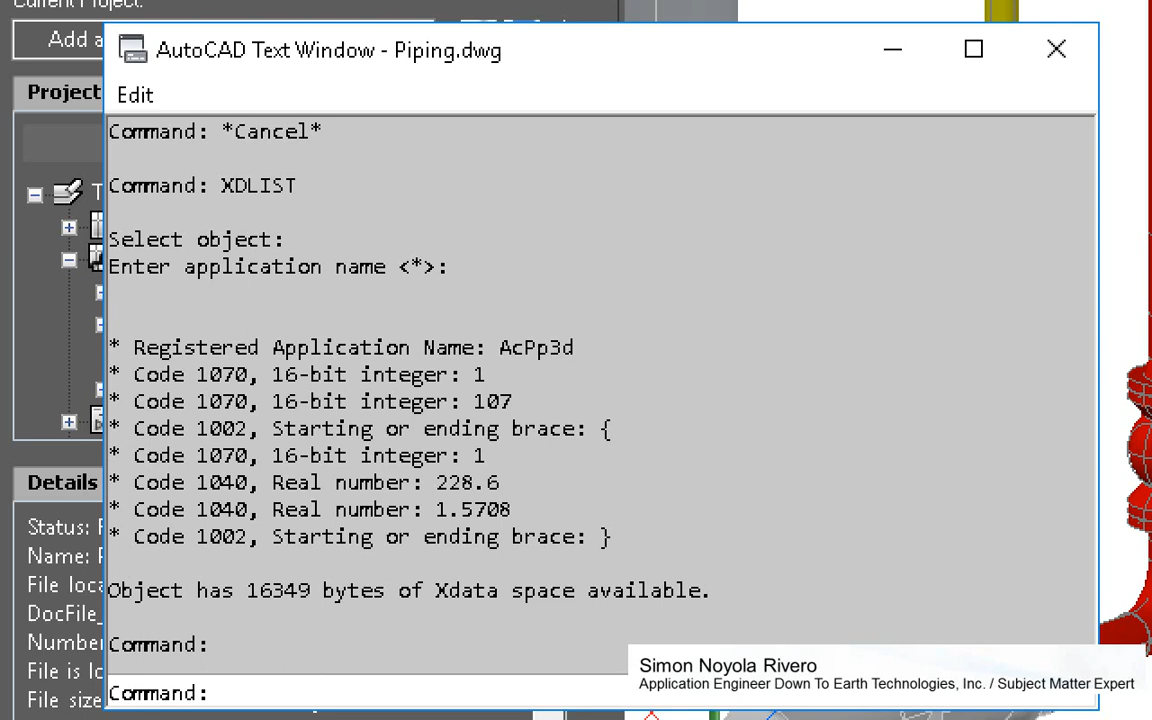 Current Project:
Add a
AutoCAD Text Window - Piping.dwg
Project
Edit
Command: *Cancel*
Command: XDLIST
Select object:
Enter application name <*>:
* Registered Application Name: AcPp3d
* Code 1070, 16-bit integer: 1
* Code 1070, 16-bit integer: 107
* Code 1002, Starting or ending brace: {
* Code 1070, 16-bit integer: 1
* Code 1040, Real number: 228.6
* Code 1040, Real number: 1.5708
* Code 1002, Starting or ending brace: }
Object has 16349 bytes of Xdata space available.
Command:
Command:
Details
Status:
Name:
File loca
DocFile_
Number
File is lo
File size
Simon Noyola Rivero
Application Engineer Down To Earth Technologies, Inc. / Subject Matter Expert